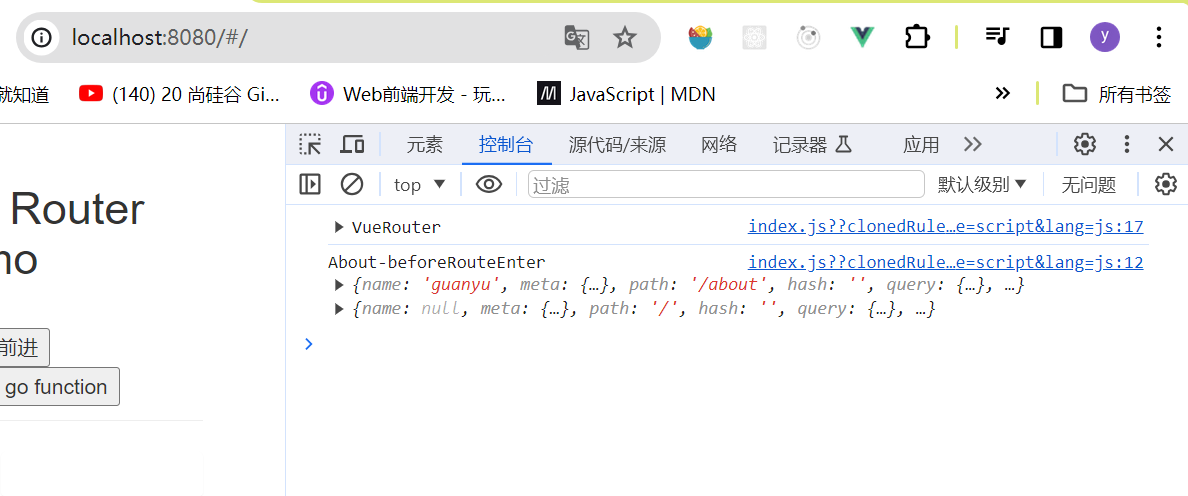 localhost:8080/#/
y
就知道
(140) 20 尚硅谷 Gi...
Web前端开发 - 玩...
JavaScript | MDN
所有书签
元素
控制台
源代码/来源
网络
记录器
应用
top
过滤
默认级别
无问题
Router
前进
go function
VueRouter index.js??clonedRule…e=script&lang=js:17
About-beforeRouteEnter index.js??clonedRule…e=script&lang=js:12
{name: 'guanyu', meta: {…}, path: '/about', hash: '', query: {…}, …}
{name: null, meta: {…}, path: '/', hash: '', query: {…}, …}